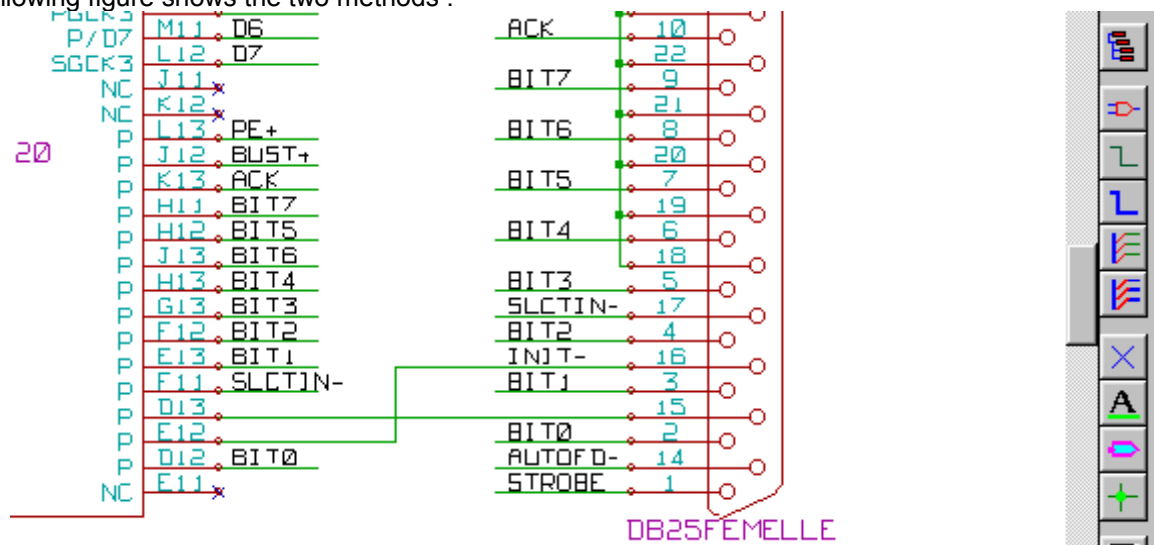 llowing figure shows the two methods :
PGCK3
P/D7 M11 D6 ACK 10
SGCK3 L12 D7 22
NC J11 BIT7 9
NC K12 21
P L13 PE+ BIT6 8
20 P J12 BUST+ 20
P K13 ACK BIT5 7
P H11 BIT7 19
P H12 BIT5 BIT4 6
P J13 BIT6 18
P H13 BIT4 BIT3 5
P G13 BIT3 SLCTIN- 17
P F12 BIT2 BIT2 4
P E13 BIT1 INIT- 16
P F11 SLCTIN- BIT1 3
P D13 15
P E12 BIT0 2
P D12 BIT0 AUTOFD- 14
NC E11 STROBE 1
DB25FEMELLE
A